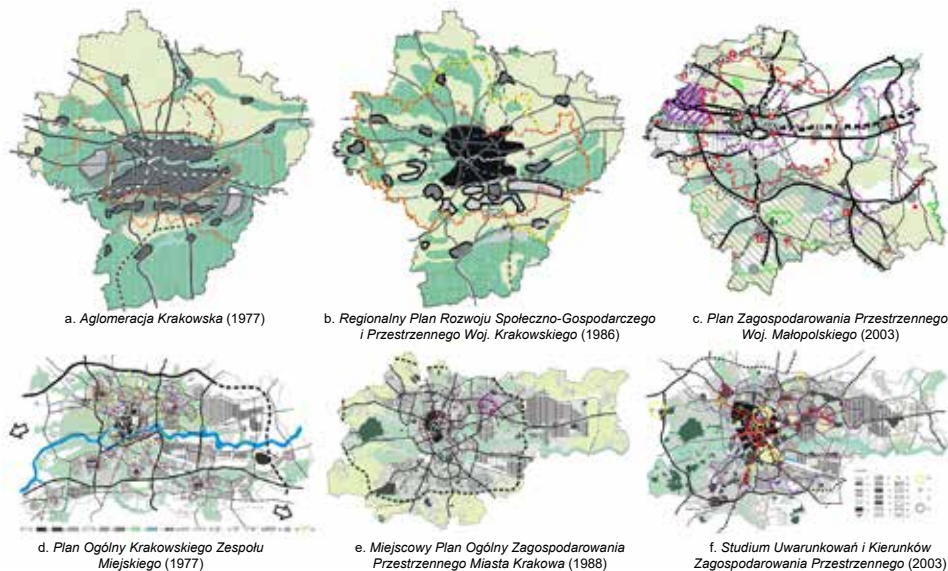 a. Aglomeracja Krakowska (1977)
b. Regionalny Plan Rozwoju Społeczno-Gospodarczego
i Przestrzennego Woj. Krakowskiego (1986)
c. Plan Zagospodarowania Przestrzennego
Woj. Małopolskiego (2003)
d. Plan Ogólny Krakowskiego Zespołu
Miejskiego (1977)
e. Miejscowy Plan Ogólny Zagospodarowania
Przestrzennego Miasta Krakowa (1988)
f. Studium Uwarunkowań i Kierunków
Zagospodarowania Przestrzennego (2003)